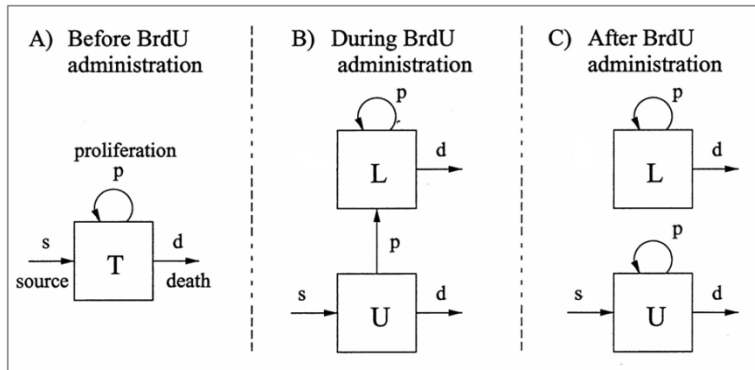 A) Before BrdU
administration
proliferation
p
s
d
T
source
death
B) During BrdU
administration
p
L
d
p
s
U
d
C) After BrdU
administration
p
L
d
p
s
U
d